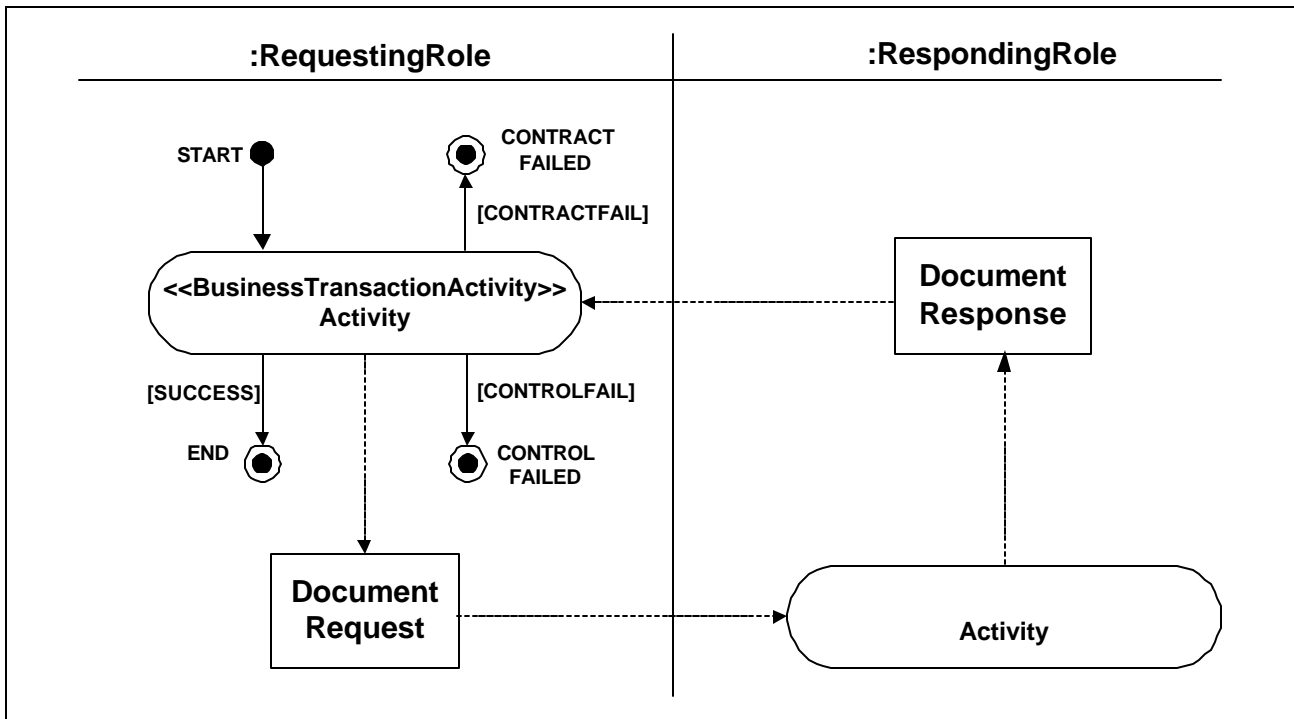 :RequestingRole
:RespondingRole
START
CONTRACT
FAILED
[CONTRACTFAIL]
<<BusinessTransactionActivity>>
Activity
Document
Response
[SUCCESS]
[CONTROLFAIL]
END
CONTROL
FAILED
Document
Request
Activity